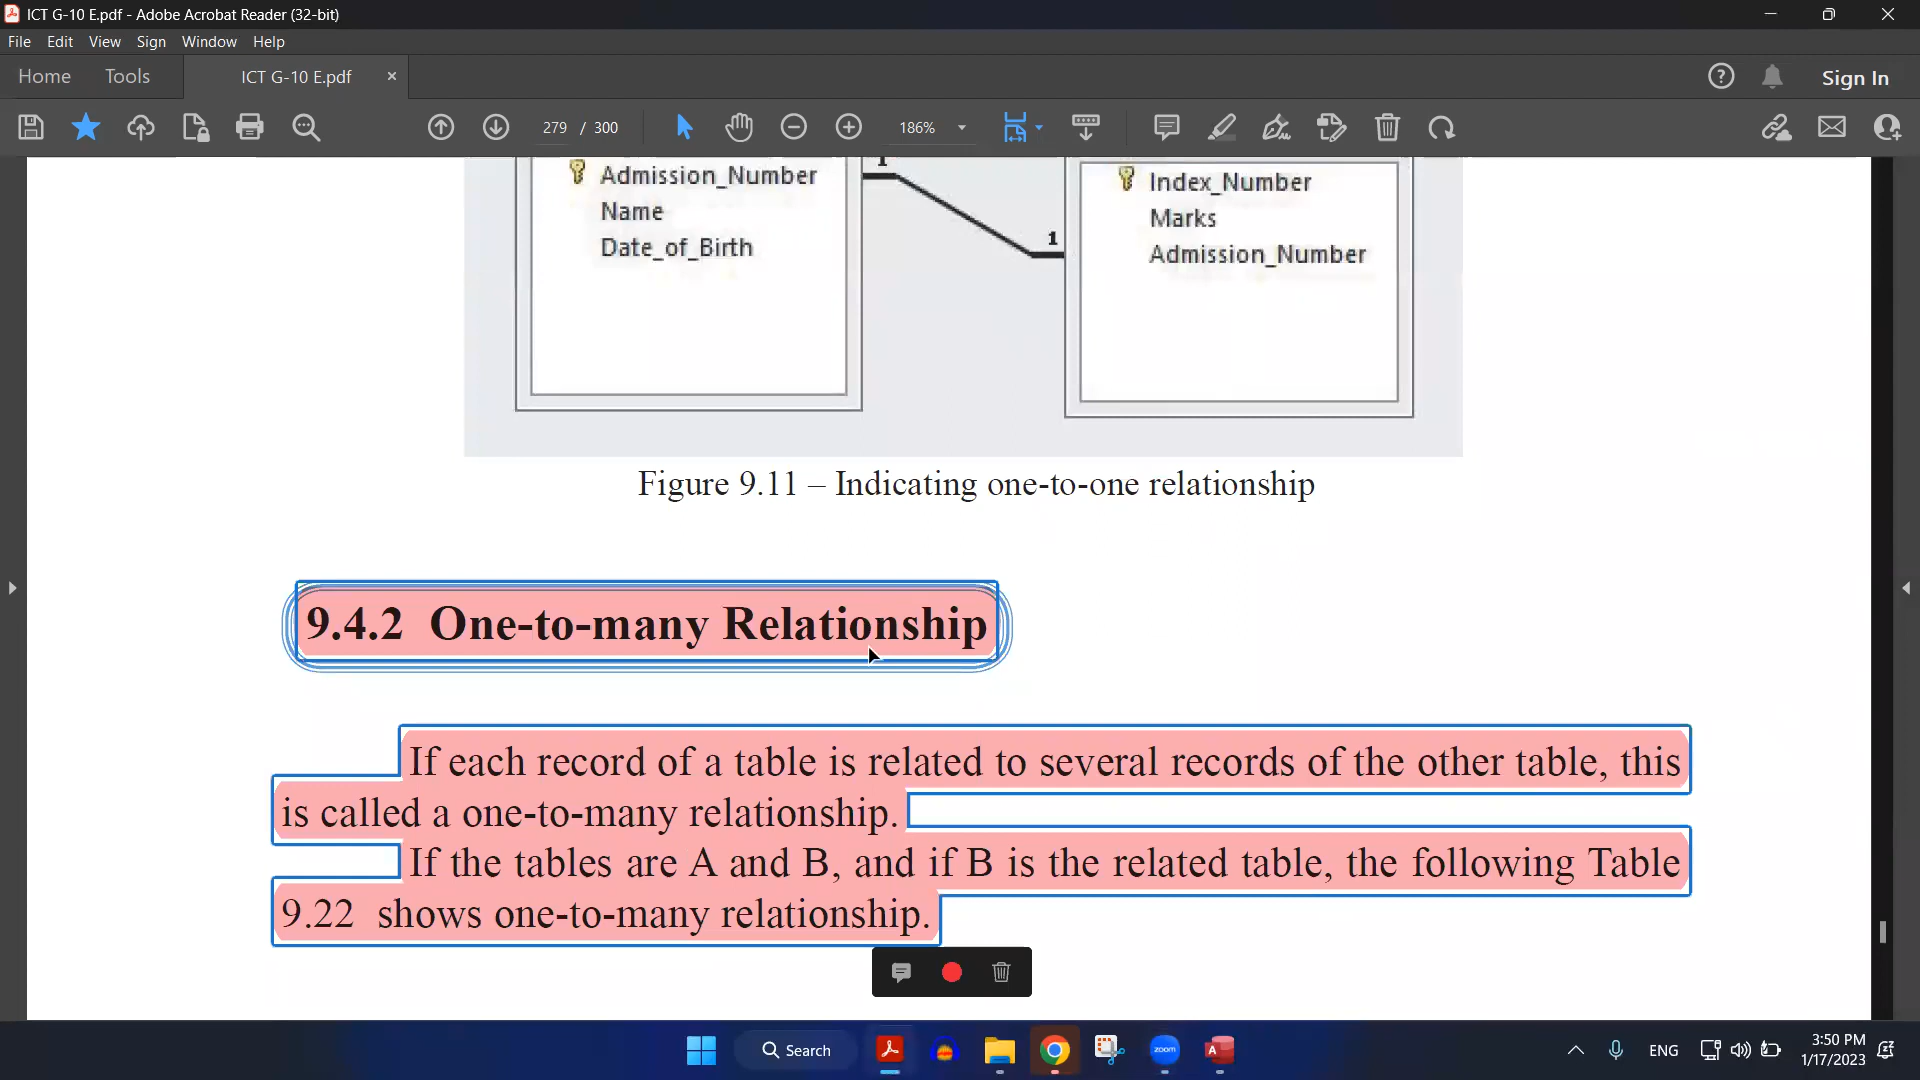 ICT G-10 E.pdf - Adobe Acrobat Reader (32-bit)
File Edit View Sign Window Help
Home Tools ICT G-10 E.pdf × Sign In
279 / 300 186%
Admission_Number
Name
Date_of_Birth
1
1
Index_Number
Marks
Admission_Number
Figure 9.11 – Indicating one-to-one relationship
9.4.2 One-to-many Relationship
If each record of a table is related to several records of the other table, this
is called a one-to-many relationship.
If the tables are A and B, and if B is the related table, the following Table
9.22 shows one-to-many relationship.
Search
zoom
ENG
3:50 PM
1/17/2023